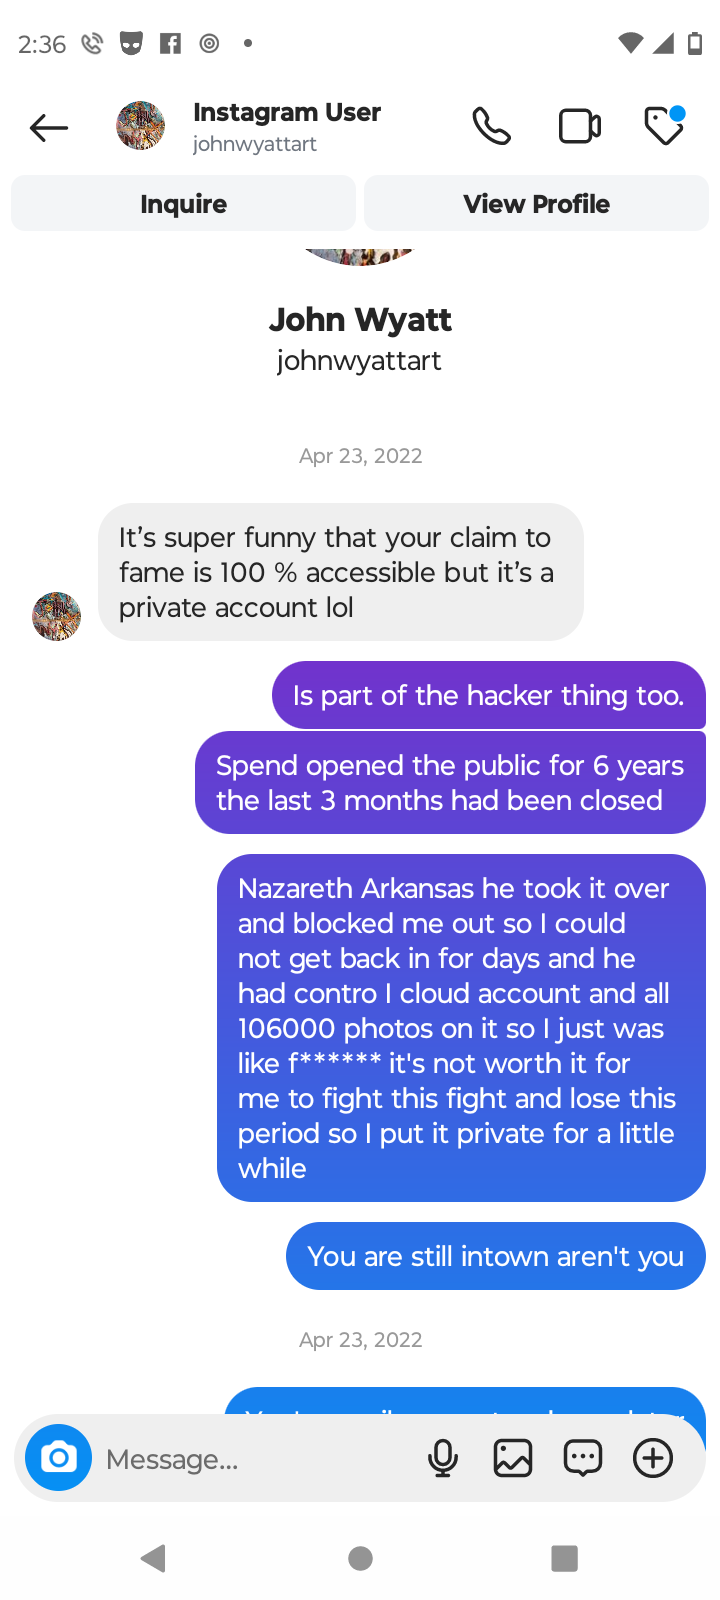 2:36
Instagram User
johnwyattart
Inquire
View Profile
John Wyatt
johnwyattart
Apr 23, 2022
It's super funny that your claim to
fame is 100 % accessible but it's a
private account lol
Is part of the hacker thing too.
Spend opened the public for 6 years
the last 3 months had been closed
Nazareth Arkansas he took it over
and blocked me out so I could
not get back in for days and he
had contro I cloud account and all
106000 photos on it so I just was
like f****** it's not worth it for
me to fight this fight and lose this
period so I put it private for a little
while
You are still intown aren't you
Apr 23, 2022
Message...